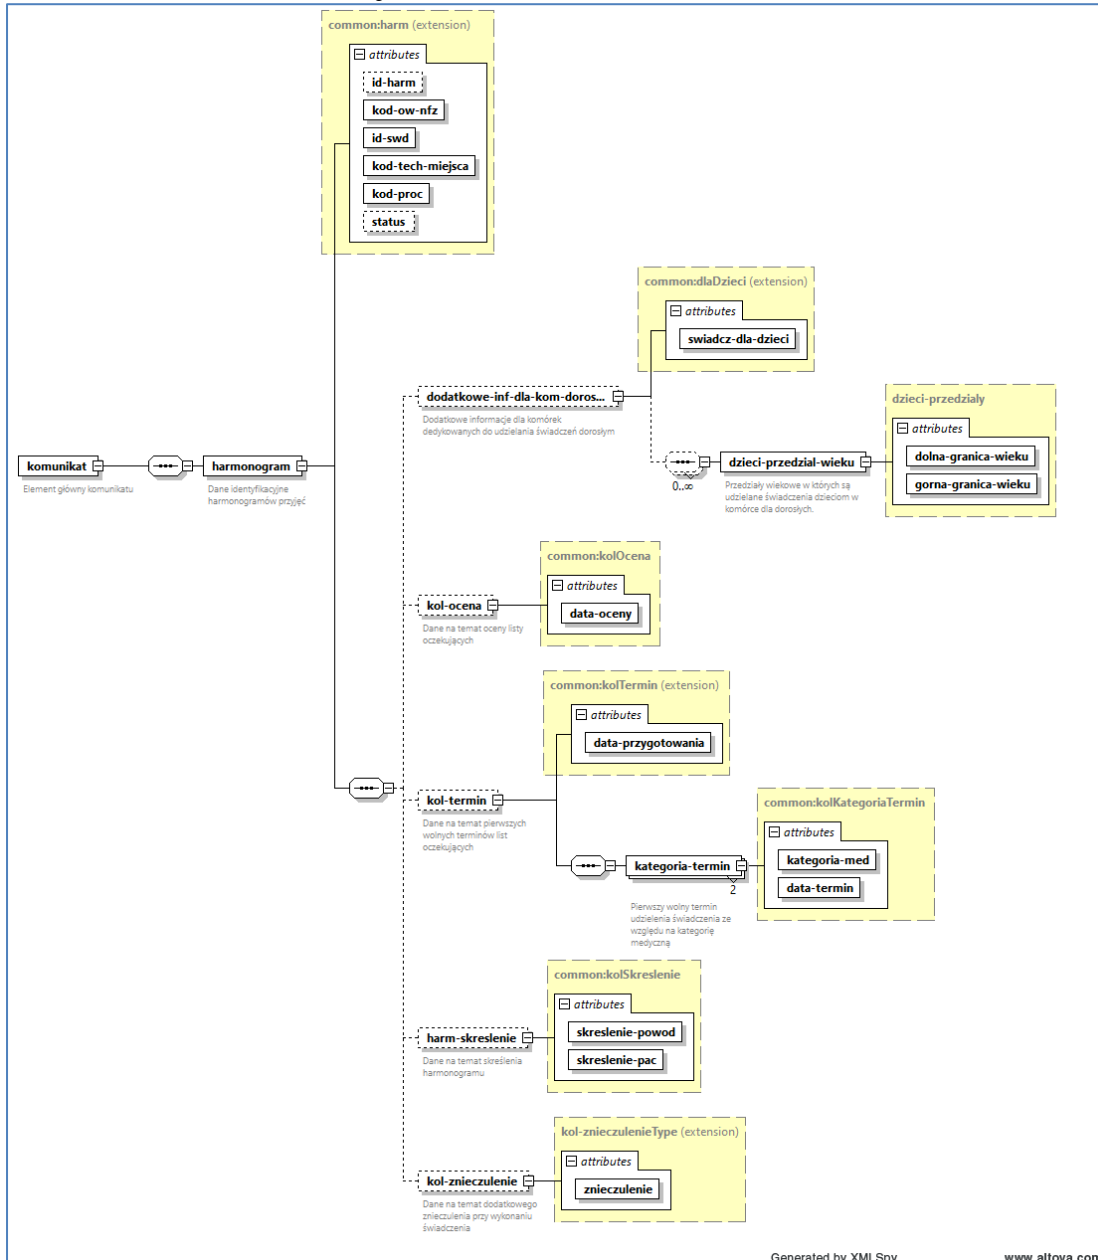 common:harm (extension)
attributes
id-harm
kod-ow-nfz
id-swd
kod-tech-miejsca
kod-proc
status
common:dlaDzieci (extension)
attributes
swiadcz-dla-dzieci
dodatkowe-inf-dla-kom-doros...
Dodatkowe informacje dla komórek
dedykowanych do udzielania świadczeń dorosłym
dzieci-przedzialy
attributes
dolna-granica-wieku
gorna-granica-wieku
dzieci-przedzial-wieku
0..∞
Przedziały wiekowe w których są
udzielane świadczenia dzieciom w
komórce dla dorosłych.
komunikat
Element główny komunikatu
harmonogram
Dane identyfikacyjne
harmonogramów przyjęć
common:kolOcena
attributes
data-oceny
kol-ocena
Dane na temat oceny listy
oczekujących
common:kolTermin (extension)
attributes
data-przygotowania
kol-termin
Dane na temat pierwszych
wolnych terminów list
oczekujących
common:kolKategoriaTermin
attributes
kategoria-med
data-termin
kategoria-termin
2
Pierwszy wolny termin
udzielenia świadczenia ze
względu na kategorię
medyczną
common:kolSkreslenie
attributes
skreslenie-powod
skreslenie-pac
harm-skreslenie
Dane na temat skreślenia
harmonogramu
kol-znieczulenieType (extension)
attributes
znieczulenie
kol-znieczulenie
Dane na temat dodatkowego
znieczulenia przy wykonaniu
świadczenia
Generated by XMLSpy
www.altova.com